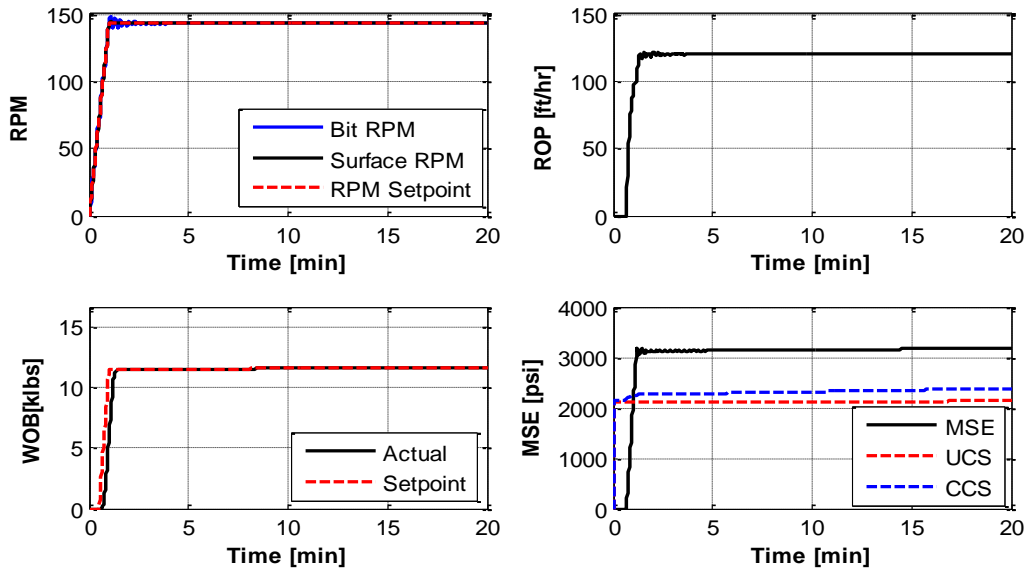 RPM
150
100
50
0
0 5 10 15 20
Time [min]
Bit RPM
Surface RPM
RPM Setpoint
ROP [ft/hr]
150
100
50
0
0 5 10 15 20
Time [min]
WOB[klbs]
15
10
5
0
0 5 10 15 20
Time [min]
Actual
Setpoint
MSE [psi]
4000
3000
2000
1000
0
0 5 10 15 20
Time [min]
MSE
UCS
CCS